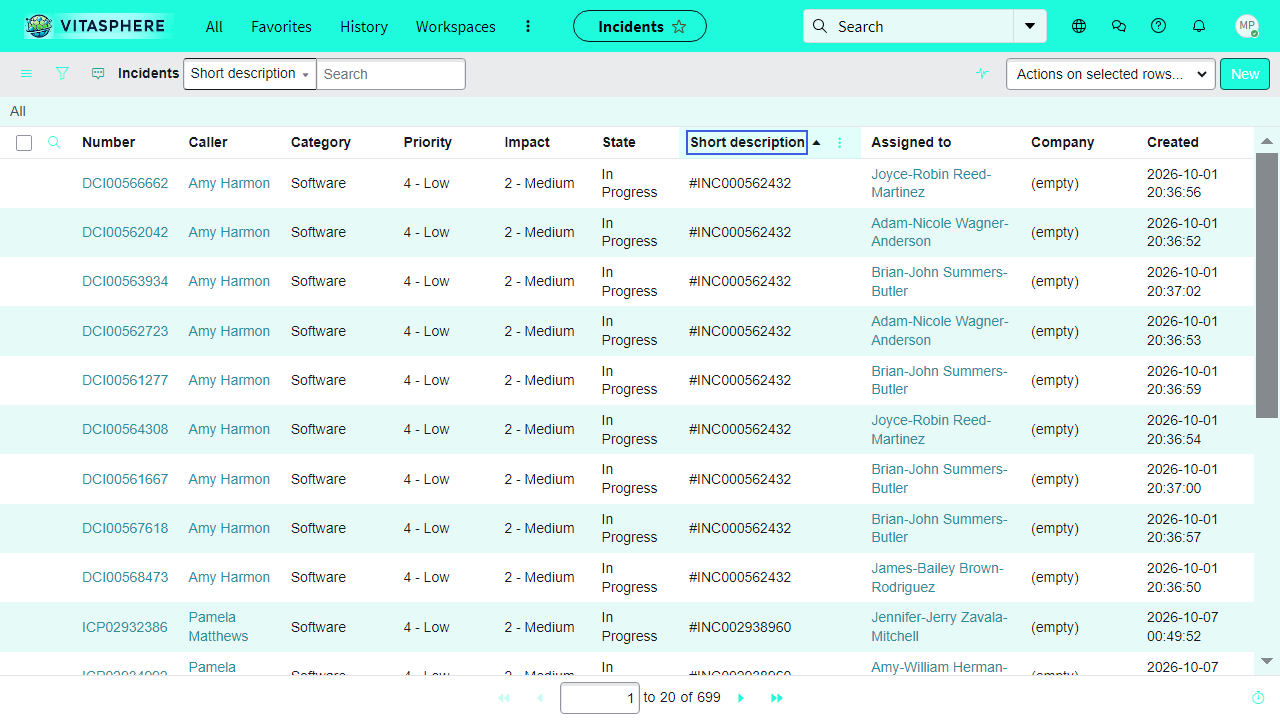 VITASPHERE All Favorites History Workspaces Incidents Search MP
Incidents Short description Search Actions on selected rows... New
All
Number Caller Category Priority Impact State Short description Assigned to Company Created
DCI00566662 Amy Harmon Software 4 - Low 2 - Medium In Progress #INC000562432 Joyce-Robin Reed-Martinez (empty) 2026-10-01 20:36:56
DCI00562042 Amy Harmon Software 4 - Low 2 - Medium In Progress #INC000562432 Adam-Nicole Wagner-Anderson (empty) 2026-10-01 20:36:52
DCI00563934 Amy Harmon Software 4 - Low 2 - Medium In Progress #INC000562432 Brian-John Summers-Butler (empty) 2026-10-01 20:37:02
DCI00562723 Amy Harmon Software 4 - Low 2 - Medium In Progress #INC000562432 Adam-Nicole Wagner-Anderson (empty) 2026-10-01 20:36:53
DCI00561277 Amy Harmon Software 4 - Low 2 - Medium In Progress #INC000562432 Brian-John Summers-Butler (empty) 2026-10-01 20:36:59
DCI00564308 Amy Harmon Software 4 - Low 2 - Medium In Progress #INC000562432 Joyce-Robin Reed-Martinez (empty) 2026-10-01 20:36:54
DCI00561667 Amy Harmon Software 4 - Low 2 - Medium In Progress #INC000562432 Brian-John Summers-Butler (empty) 2026-10-01 20:37:00
DCI00567618 Amy Harmon Software 4 - Low 2 - Medium In Progress #INC000562432 Brian-John Summers-Butler (empty) 2026-10-01 20:36:57
DCI00568473 Amy Harmon Software 4 - Low 2 - Medium In Progress #INC000562432 James-Bailey Brown-Rodriguez (empty) 2026-10-01 20:36:50
ICP02932386 Pamela Matthews Software 4 - Low 2 - Medium In Progress #INC002938960 Jennifer-Jerry Zavala-Mitchell (empty) 2026-10-07 00:49:52
Pamela Software 4 - Low 2 - Medium In #INC002938960 Amy-William Herman- (empty) 2026-10-07
1 to 20 of 699